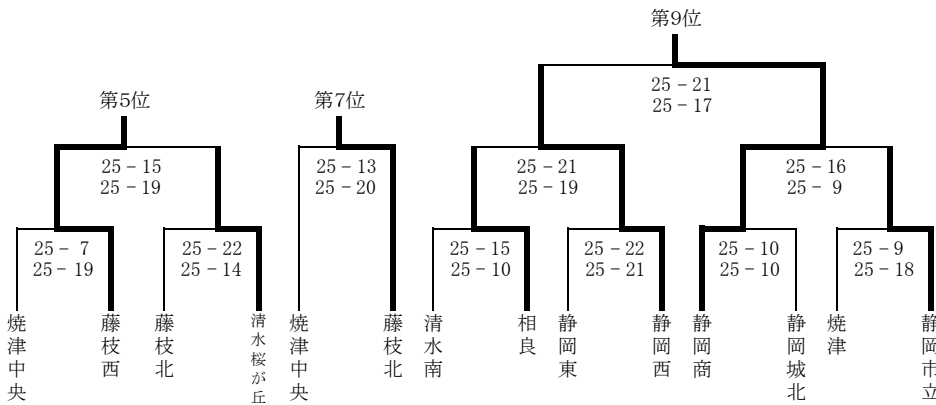 第9位
25－21
25－17
第5位
第7位
25－15
25－19
25－13
25－20
25－21
25－19
25－16
25－ 9
25－ 7
25－19
25－22
25－14
25－15
25－10
25－22
25－21
25－10
25－10
25－9
25－18
焼津中央
藤枝西
藤枝北
清水桜が丘
焼津中央
藤枝北
清水南
相良
静岡東
静岡西
静岡商
静岡城北
焼津
静岡市立